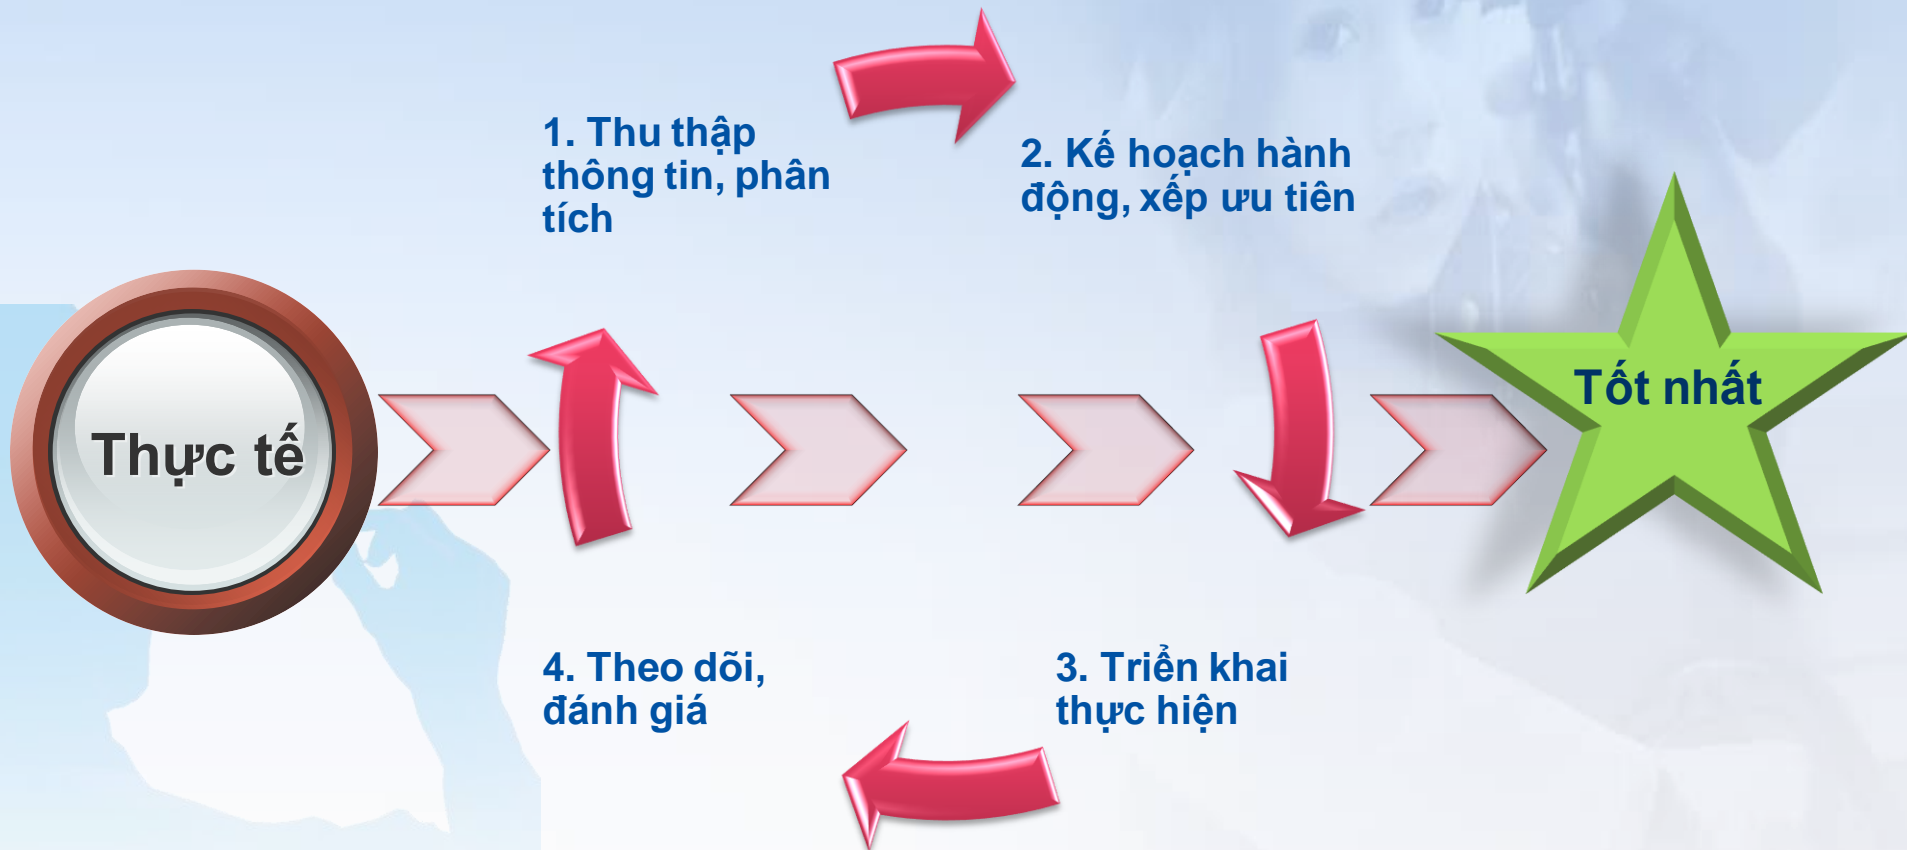 1. Thu thập
thông tin, phân
tích
2. Kế hoạch hành
động, xếp ưu tiên
Thực tế
Tốt nhất
4. Theo dõi,
đánh giá
3. Triển khai
thực hiện